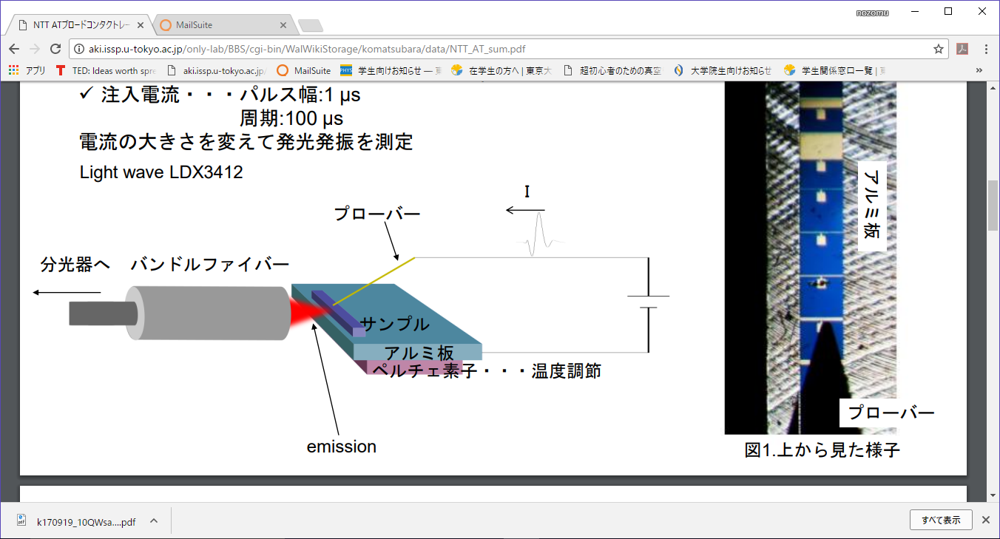 nozomu
NTT ATブロードコンタクトレー
MailSuite
aki.issp.u-tokyo.ac.jp/only-lab/BBS/cgi-bin/WalWikiStorage/komatsubara/data/NTT_AT_sum.pdf
アプリ
TED: Ideas worth spre
aki.issp.u-tokyo.ac.jp/
MailSuite
PHYS
学生向けお知らせ — 東
在学生の方へ | 東京大
超初心者のための真空
大学院生向けお知らせ
学生関係窓口一覧 | 東
»
✓ 注入電流・・・パルス幅:1 μs
周期:100 μs
電流の大きさを変えて発光発振を測定
Light wave LDX3412
I
プローバー
分光器へ バンドルファイバー
サンプル
アルミ板
ペルチェ素子・・・温度調節
emission
アルミ板
プローバー
図1.上から見た様子
k170919_10QWsa....pdf
すべて表示